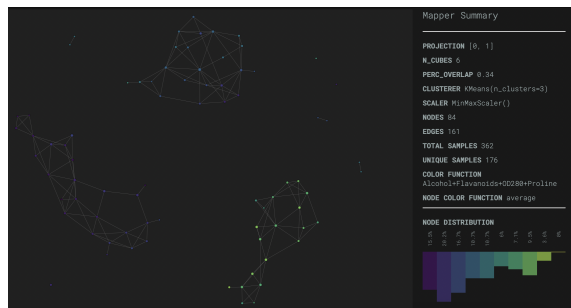 Mapper Summary
PROJECTION [0, 1]
N_CUBES 6
PERC_OVERLAP 0.34
CLUSTERER KMeans(n_clusters=3)
SCALER MinMaxScaler()
NODES 84
EDGES 161
TOTAL SAMPLES 362
UNIQUE SAMPLES 176
COLOR FUNCTION
Alcohol+Flavanoids+OD280+Proline
NODE COLOR FUNCTION average
NODE DISTRIBUTION